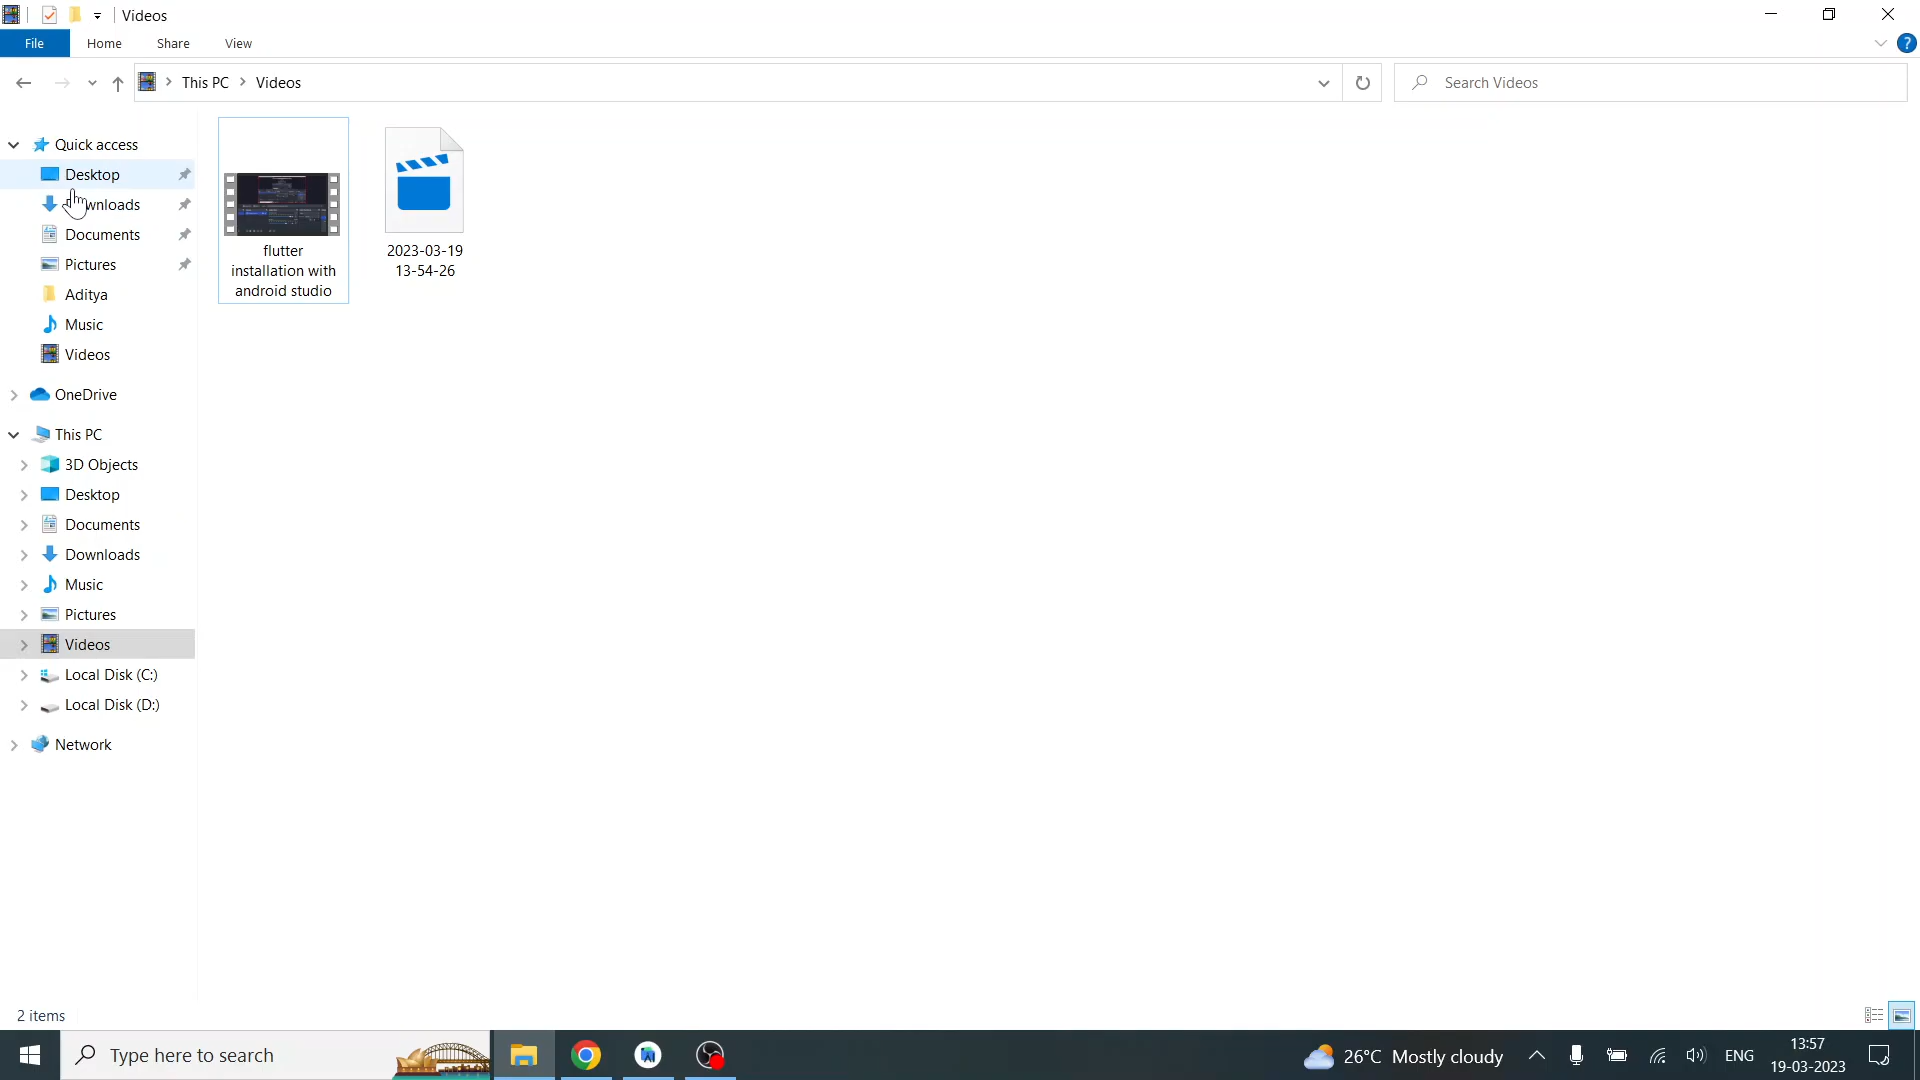 Videos
File Home Share View
This PC Videos
Search Videos
Quick access
Desktop
wnloads
Documents
Pictures
Aditya
Music
Videos
OneDrive
This PC
3D Objects
Desktop
Documents
Downloads
Music
Pictures
Videos
Local Disk (C:)
Local Disk (D:)
Network
flutter
installation with
android studio
2023-03-19
13-54-26
2 items
Type here to search
26°C Mostly cloudy
ENG
13:57
19-03-2023